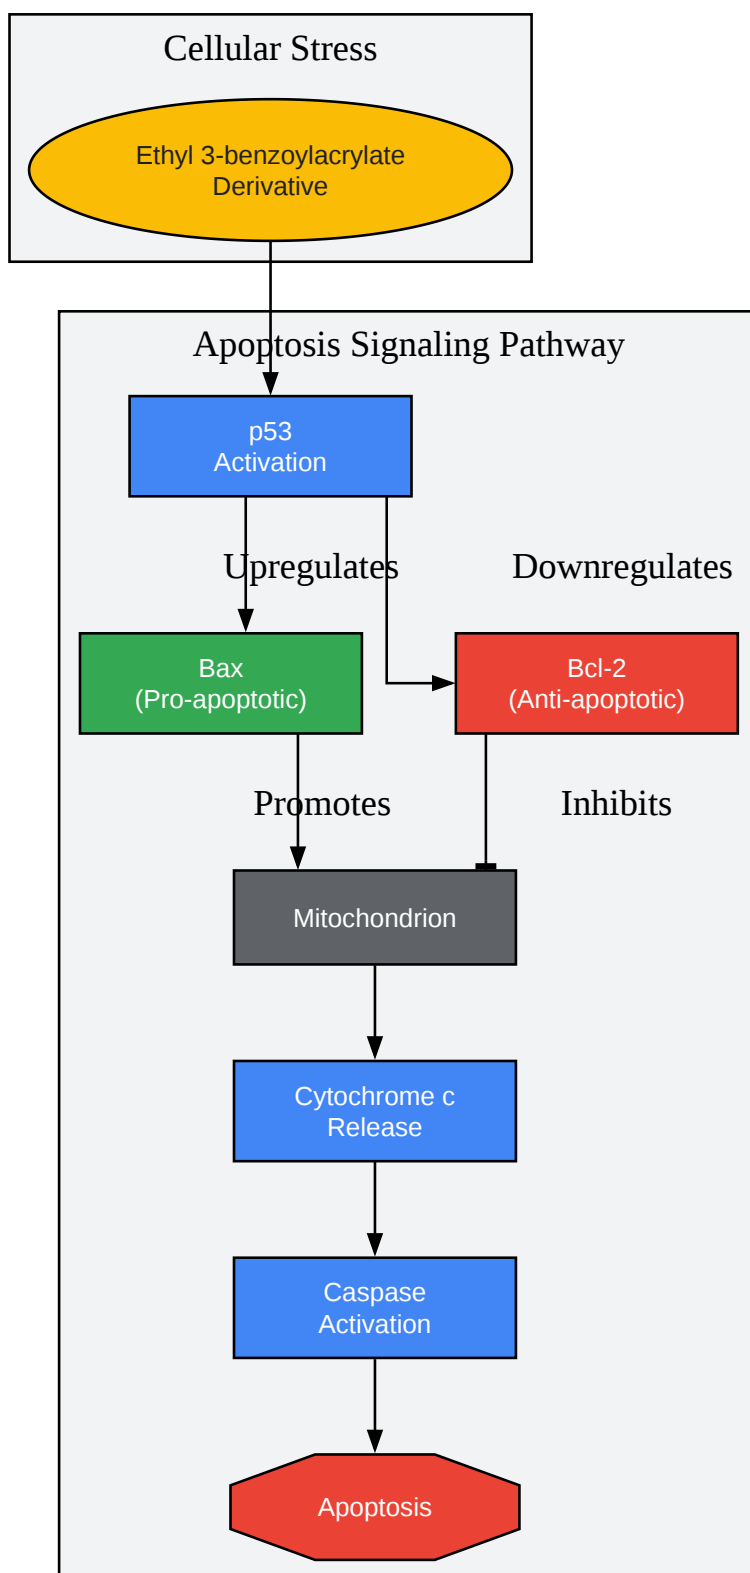 Cellular Stress
Ethyl 3-benzoylacrylate
Derivative
Apoptosis Signaling Pathway
p53
Activation
Upregulates
Downregulates
Bax
(Pro-apoptotic)
Bcl-2
(Anti-apoptotic)
Promotes
Inhibits
Mitochondrion
Cytochrome c
Release
Caspase
Activation
Apoptosis